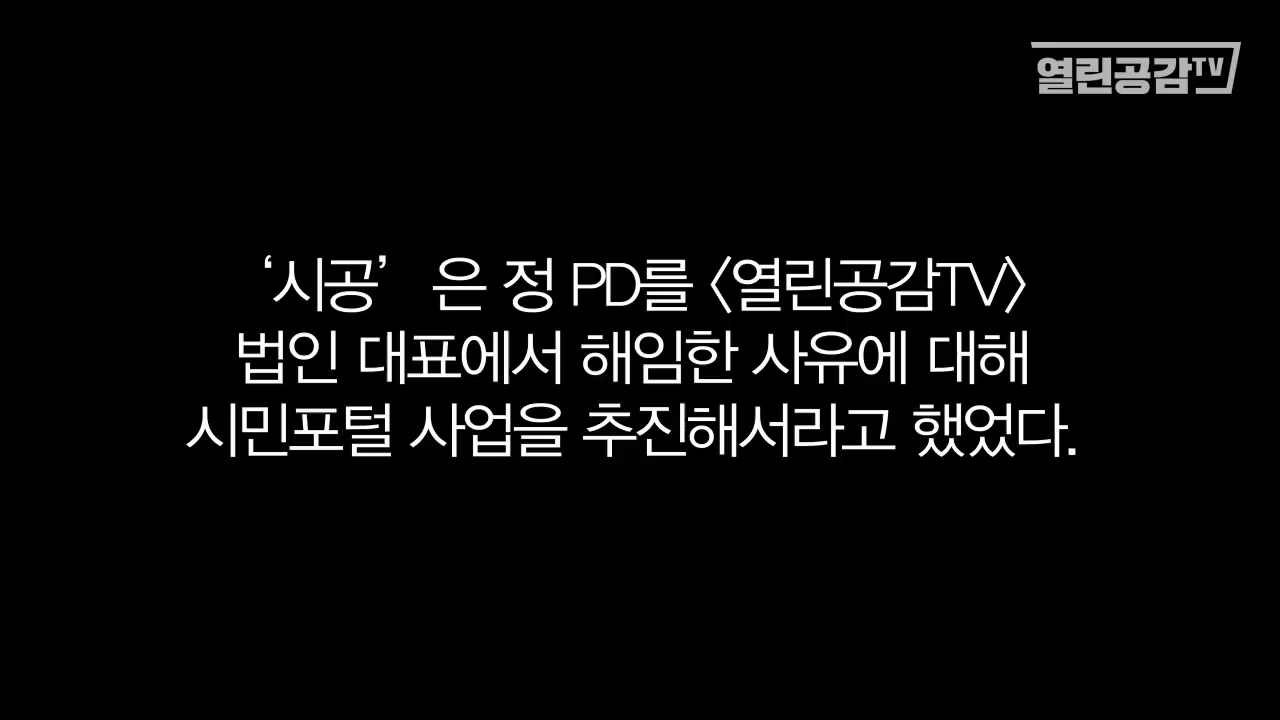 열린공감TV
‘시공’ 은 정 PD를 <열린공감TV>
법인 대표에서 해임한 사유에 대해
시민포털 사업을 추진해서라고 했었다.